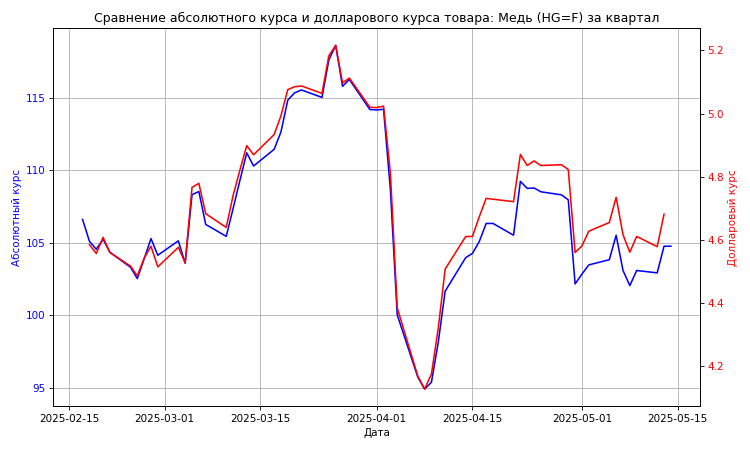 Сравнение абсолютного курса и долларового курса товара: Медь (HG=F) за квартал
Абсолютный курс
115
110
105
100
95
5.2
5.0
4.8
4.6
4.4
4.2
Долларовый курс
2025-02-15 2025-03-01 2025-03-15 2025-04-01 2025-04-15 2025-05-01 2025-05-15
Дата